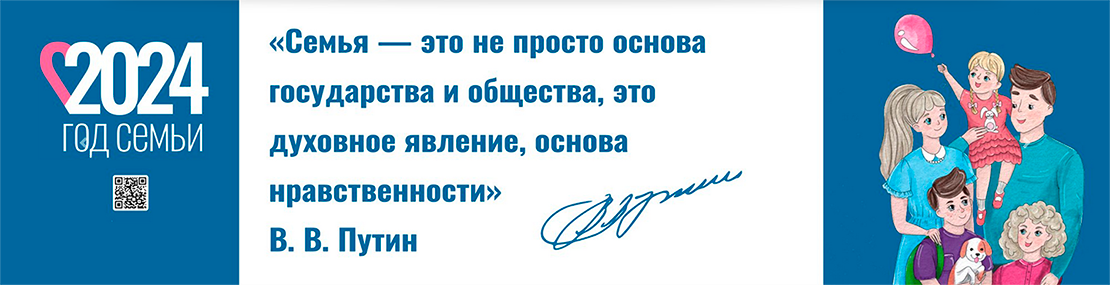 2024
ГОД СЕМЬИ
«Семья — это не просто основа
государства и общества, это
духовное явление, основа
нравственности»
В. В. Путин